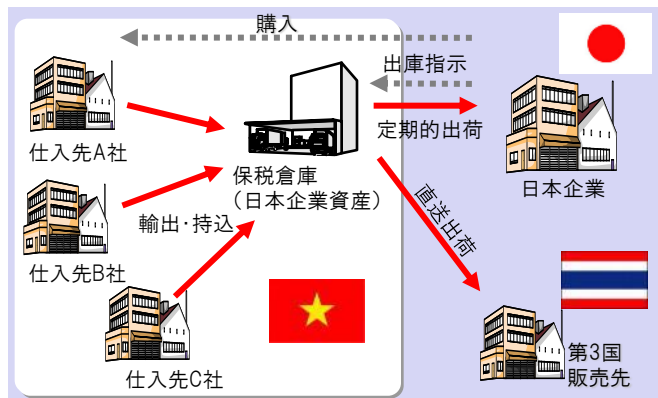 購入
出庫指示
仕入先A社
定期的出荷
日本企業
保税倉庫
（日本企業資産）
直送出荷
仕入先B社
輸出･持込
仕入先C社
第3国
販売先